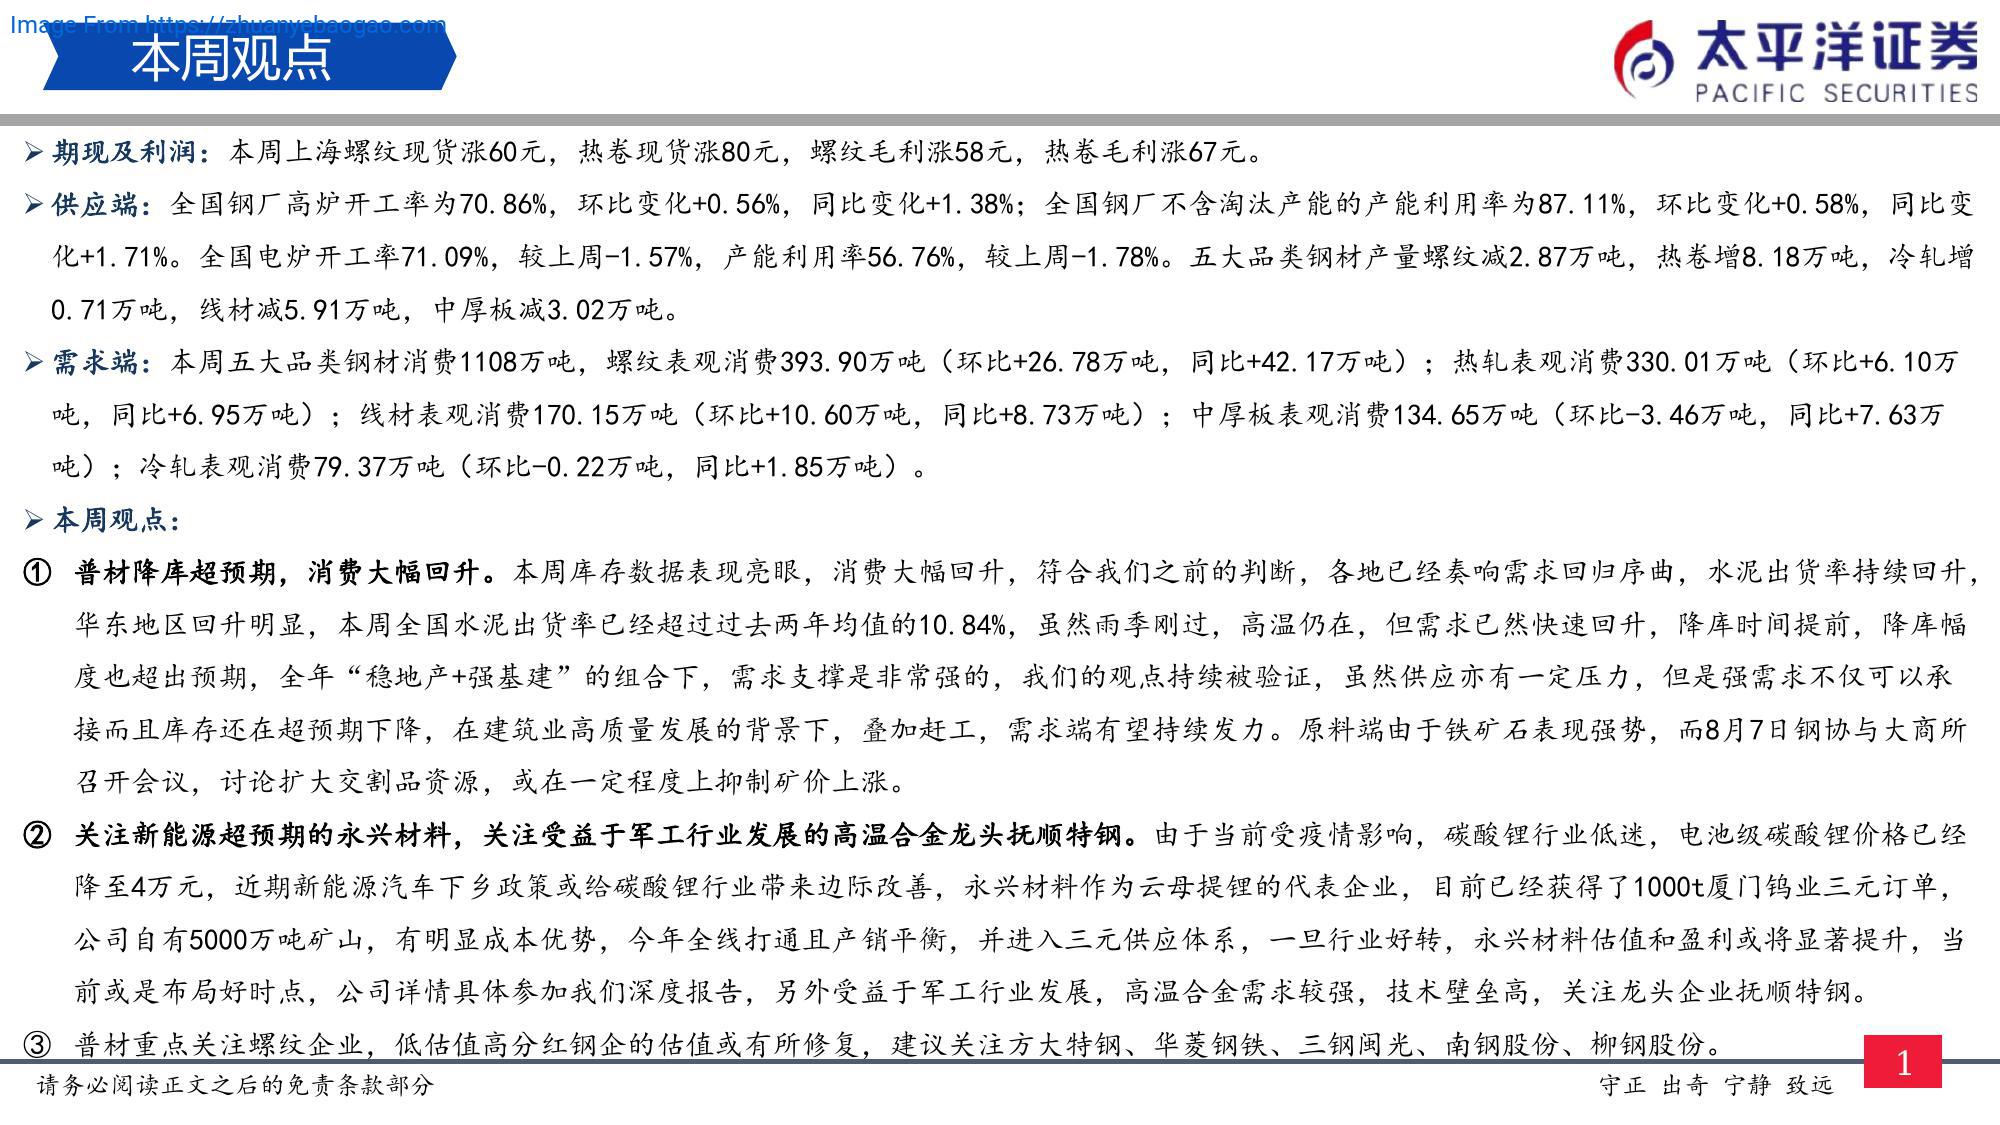 Image From https://zhuanyebaogao.com
本周观点
太平洋证券
PACIFIC SECURITIES
➢期现及利润：本周上海螺纹现货涨60元，热卷现货涨80元，螺纹毛利涨58元，热卷毛利涨67元。
➢供应端：全国钢厂高炉开工率为70.86%，环比变化+0.56%，同比变化+1.38%；全国钢厂不含淘汰产能的产能利用率为87.11%，环比变化+0.58%，同比变
化+1.71%。全国电炉开工率71.09%，较上周-1.57%，产能利用率56.76%，较上周-1.78%。五大品类钢材产量螺纹减2.87万吨，热卷增8.18万吨，冷轧增
0.71万吨，线材减5.91万吨，中厚板减3.02万吨。
➢需求端：本周五大品类钢材消费1108万吨，螺纹表观消费393.90万吨（环比+26.78万吨，同比+42.17万吨）；热轧表观消费330.01万吨（环比+6.10万
吨，同比+6.95万吨）；线材表观消费170.15万吨（环比+10.60万吨，同比+8.73万吨）；中厚板表观消费134.65万吨（环比-3.46万吨，同比+7.63万
吨）；冷轧表观消费79.37万吨（环比-0.22万吨，同比+1.85万吨）。
➢本周观点：
① 普材降库超预期，消费大幅回升。本周库存数据表现亮眼，消费大幅回升，符合我们之前的判断，各地已经奏响需求回归序曲，水泥出货率持续回升，
华东地区回升明显，本周全国水泥出货率已经超过过去两年均值的10.84%，虽然雨季刚过，高温仍在，但需求已然快速回升，降库时间提前，降库幅
度也超出预期，全年“稳地产+强基建”的组合下，需求支撑是非常强的，我们的观点持续被验证，虽然供应亦有一定压力，但是强需求不仅可以承
接而且库存还在超预期下降，在建筑业高质量发展的背景下，叠加赶工，需求端有望持续发力。原料端由于铁矿石表现强势，而8月7日钢协与大商所
召开会议，讨论扩大交割品资源，或在一定程度上抑制矿价上涨。
② 关注新能源超预期的永兴材料，关注受益于军工行业发展的高温合金龙头抚顺特钢。由于当前受疫情影响，碳酸锂行业低迷，电池级碳酸锂价格已经
降至4万元，近期新能源汽车下乡政策或给碳酸锂行业带来边际改善，永兴材料作为云母提锂的代表企业，目前已经获得了1000t厦门钨业三元订单，
公司自有5000万吨矿山，有明显成本优势，今年全线打通且产销平衡，并进入三元供应体系，一旦行业好转，永兴材料估值和盈利或将显著提升，当
前或是布局好时点，公司详情具体参加我们深度报告，另外受益于军工行业发展，高温合金需求较强，技术壁垒高，关注龙头企业抚顺特钢。
③ 普材重点关注螺纹企业，低估值高分红钢企的估值或有所修复，建议关注方大特钢、华菱钢铁、三钢闽光、南钢股份、柳钢股份。
请务必阅读正文之后的免责条款部分
守正 出奇 宁静 致远
1